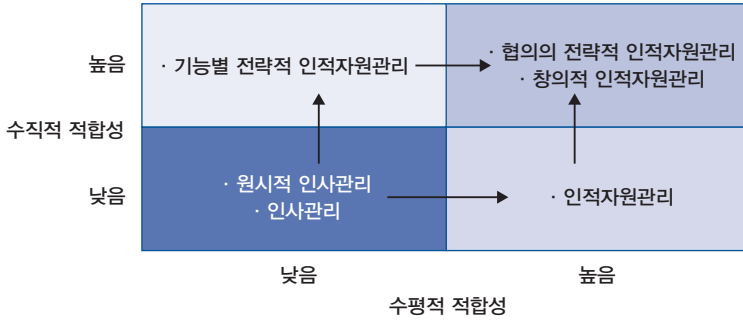 높음
· 기능별 전략적 인적자원관리
· 협의의 전략적 인적자원관리
· 창의적 인적자원관리
수직적 적합성
낮음
· 원시적 인사관리
· 인사관리
· 인적자원관리
낮음
높음
수평적 적합성